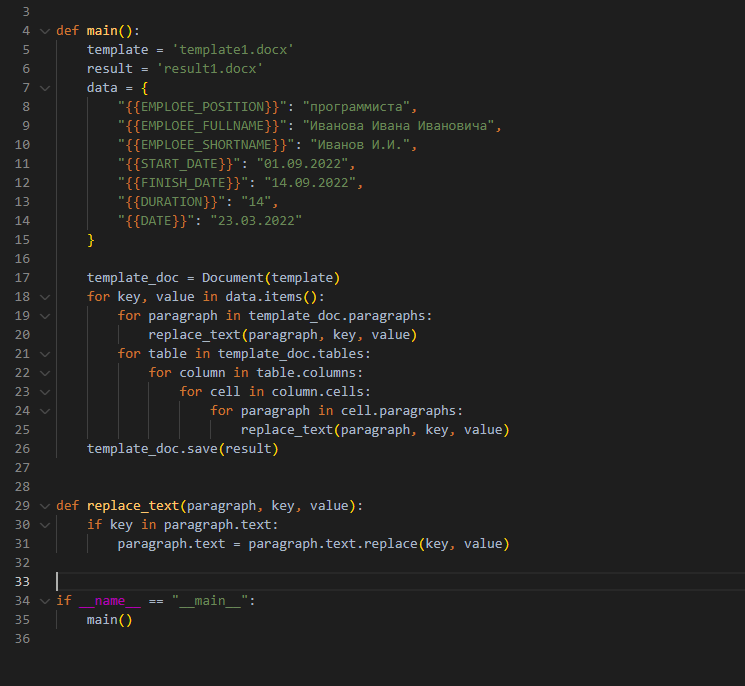 3
4 def main():
5     template = 'template1.docx'
6     result = 'result1.docx'
7     data = {
8         "{{EMPLOEE_POSITION}}": "программиста",
9         "{{EMPLOEE_FULLNAME}}": "Иванова Ивана Ивановича",
10         "{{EMPLOEE_SHORTNAME}}": "Иванов И.И.",
11         "{{START_DATE}}": "01.09.2022",
12         "{{FINISH_DATE}}": "14.09.2022",
13         "{{DURATION}}": "14",
14         "{{DATE}}": "23.03.2022"
15     }
16
17     template_doc = Document(template)
18     for key, value in data.items():
19         for paragraph in template_doc.paragraphs:
20             replace_text(paragraph, key, value)
21         for table in template_doc.tables:
22             for column in table.columns:
23                 for cell in column.cells:
24                     for paragraph in cell.paragraphs:
25                         replace_text(paragraph, key, value)
26     template_doc.save(result)
27
28
29 def replace_text(paragraph, key, value):
30     if key in paragraph.text:
31         paragraph.text = paragraph.text.replace(key, value)
32
33
34 if __name__ == "__main__":
35     main()
36